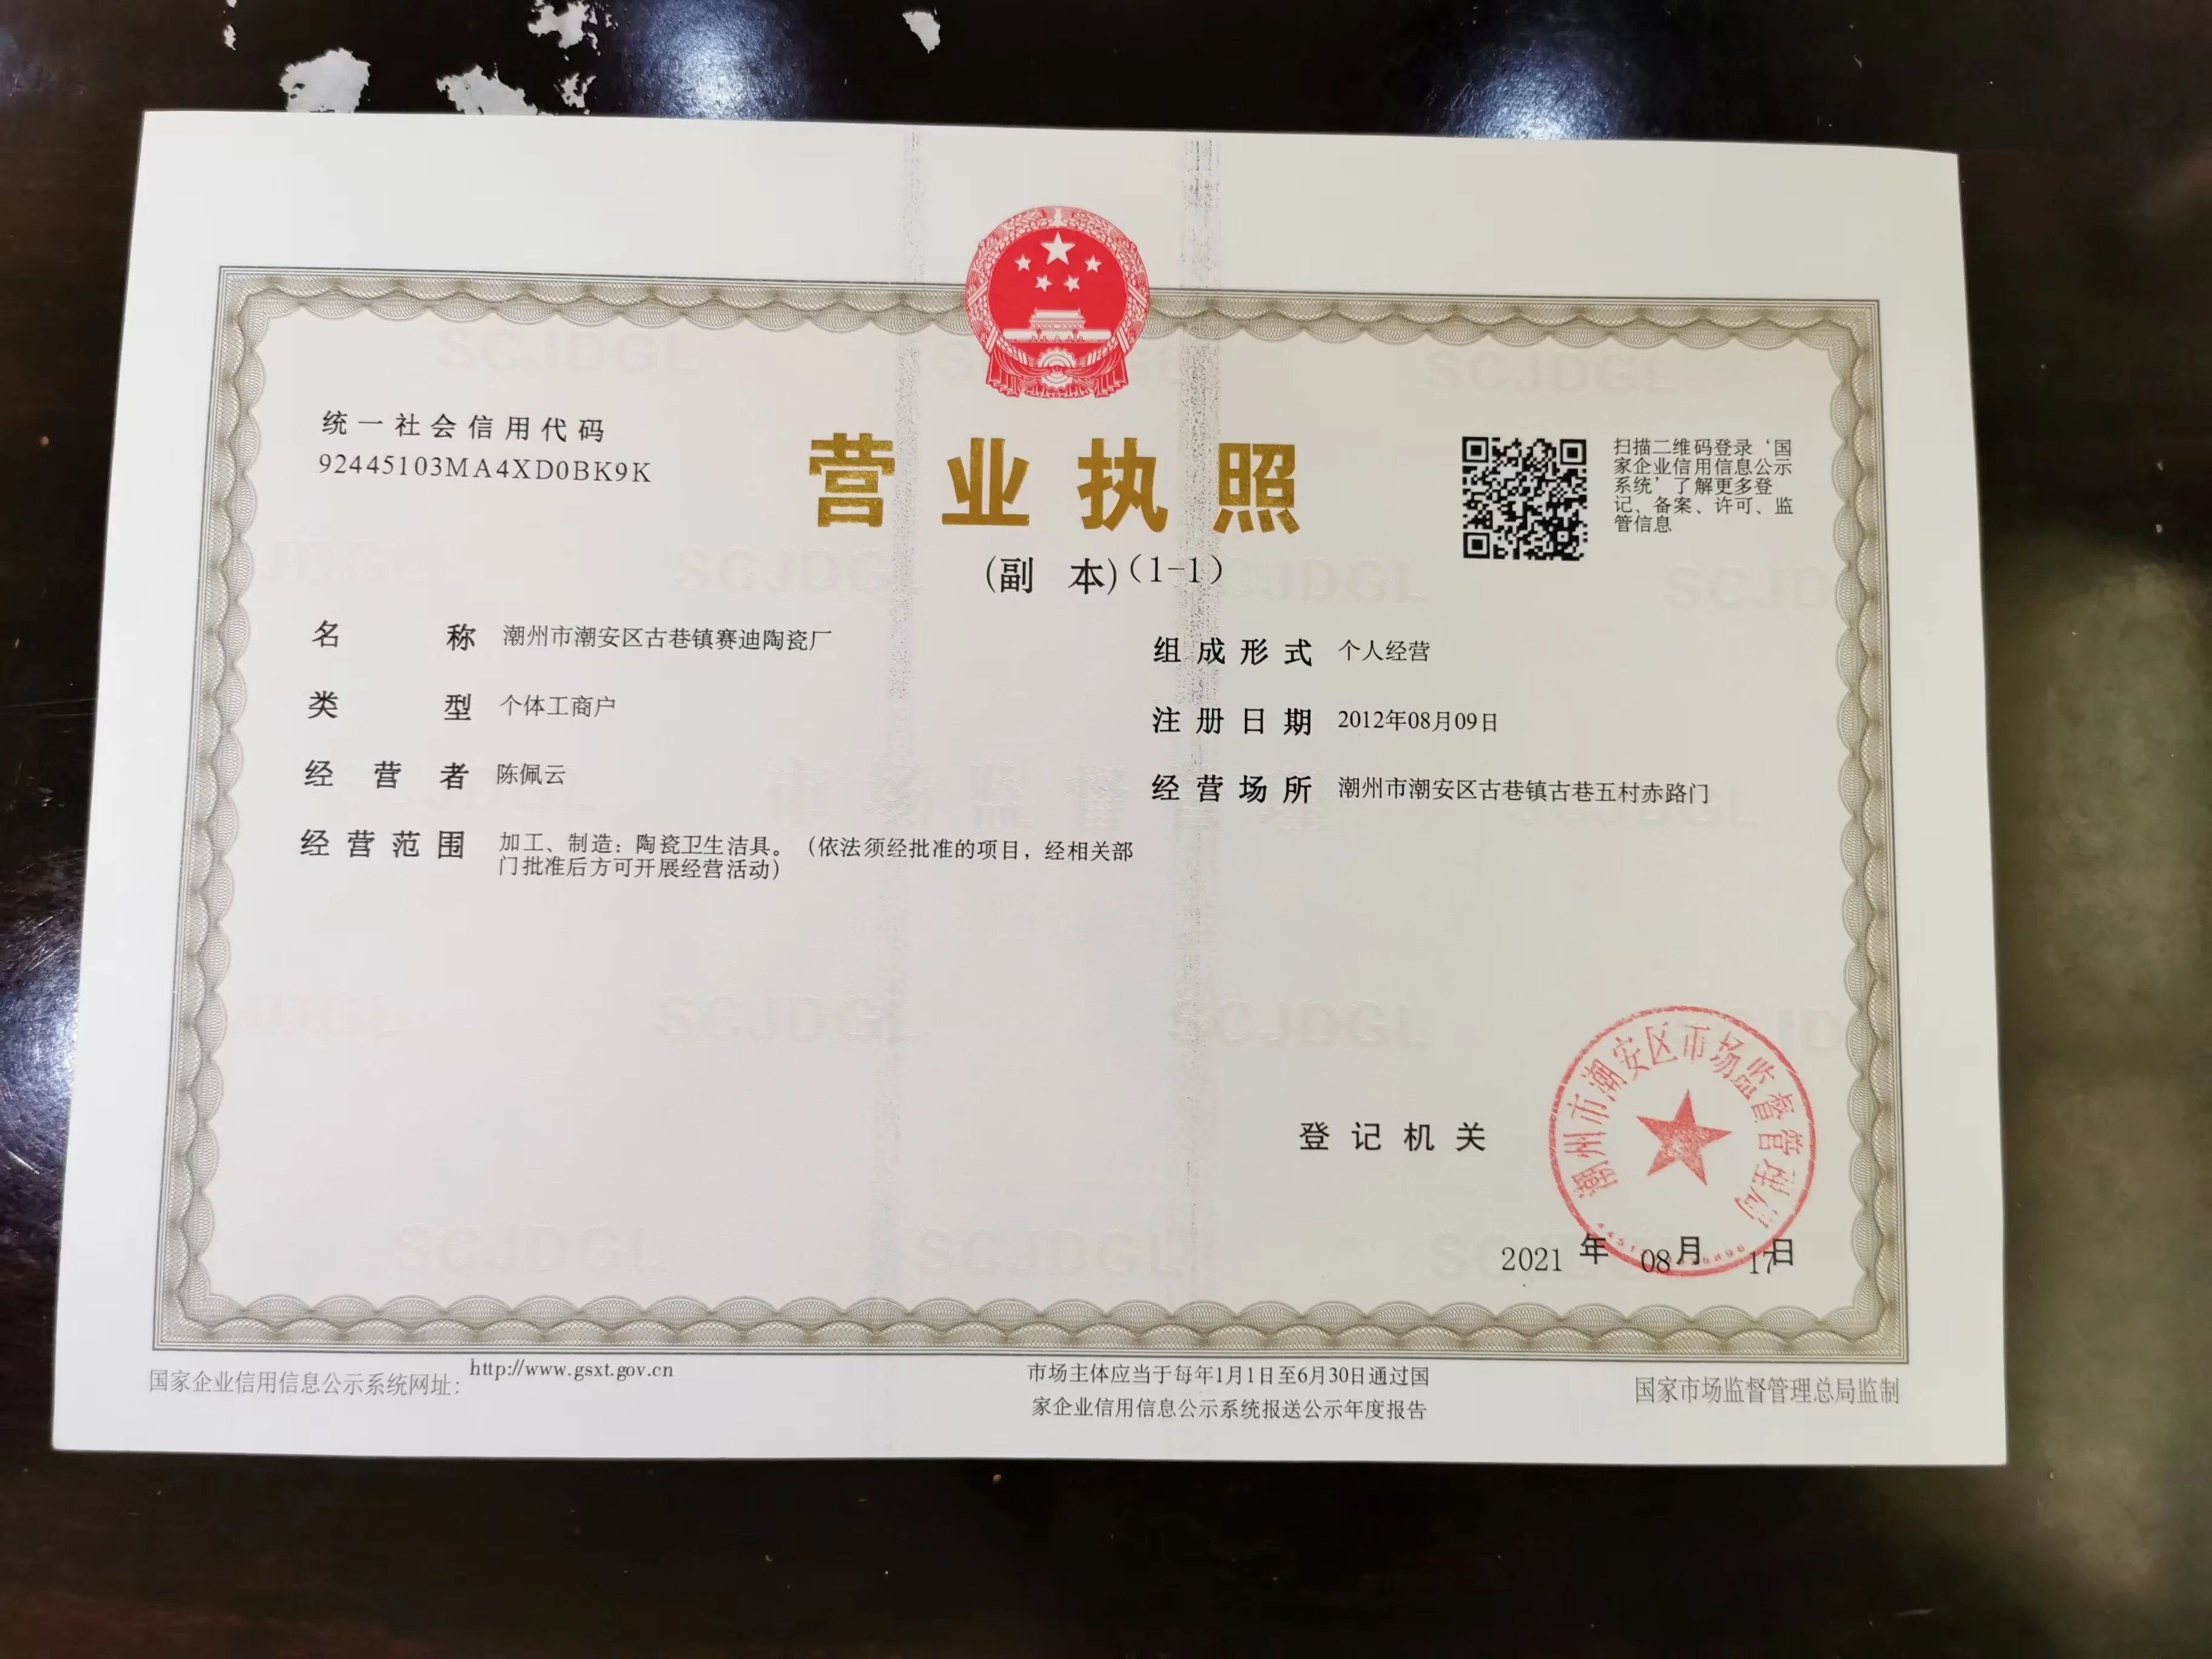 统一社会信用代码
92445103MA4XD0BK9K
营业执照
(副 本)(1-1)
扫描二维码登录‘国
家企业信用信息公示
系统’了解更多登
记、备案、许可、监
管信息
名 称 潮州市潮安区古巷镇赛迪陶瓷厂
类 型 个体工商户
经 营 者 陈佩云
经营范围 加工、制造：陶瓷卫生洁具。（依法须经批准的项目，经相关部
门批准后方可开展经营活动）
组成形式 个人经营
注册日期 2012年08月09日
经营场所 潮州市潮安区古巷镇古巷五村赤路门
SCJDGL
市场监督管理
登记机关
潮州市潮安区市场监督管理局
2021 年 08月 17日
国家企业信用信息公示系统网址：http://www.gsxt.gov.cn
市场主体应当于每年1月1日至6月30日通过国
家企业信用信息公示系统报送公示年度报告
国家市场监督管理总局监制